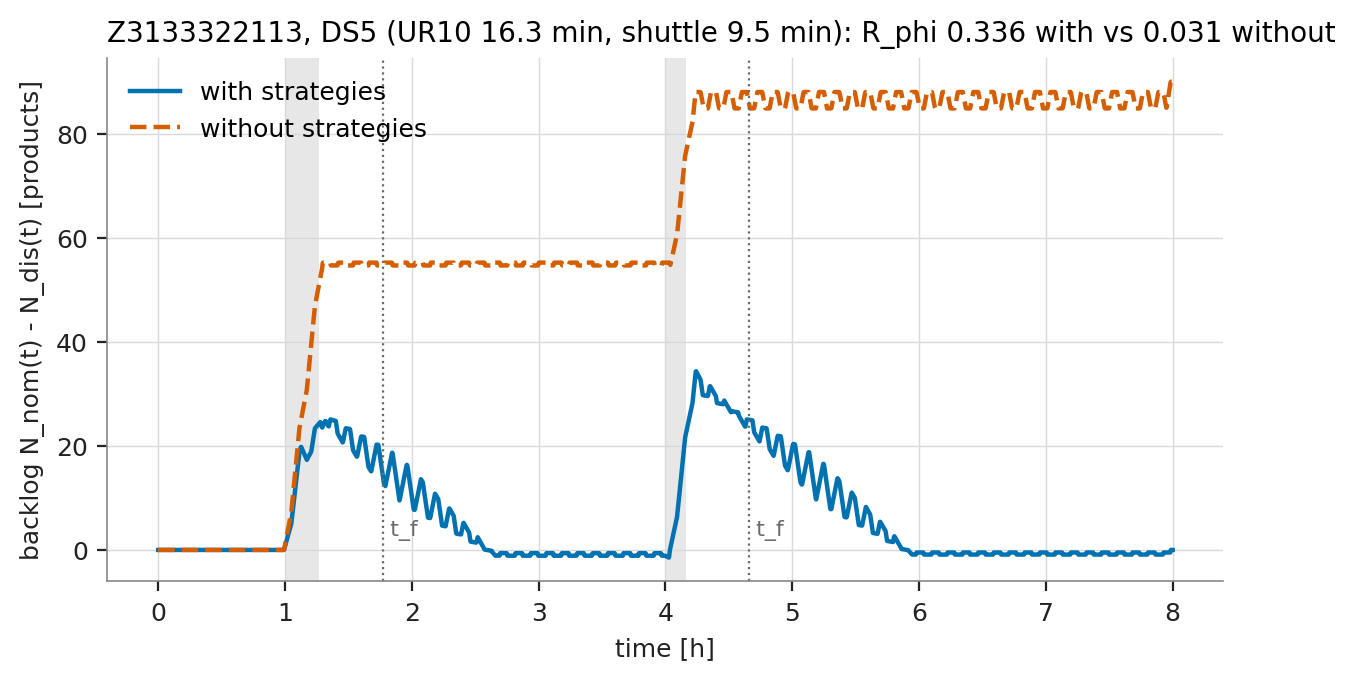 Z3133322113, DS5 (UR10 16.3 min, shuttle 9.5 min): R_phi 0.336 with vs 0.031 without
with strategies
without strategies
backlog N_nom(t) - N_dis(t) [products]
80
60
40
20
0
t_f
t_f
0 1 2 3 4 5 6 7 8
time [h]